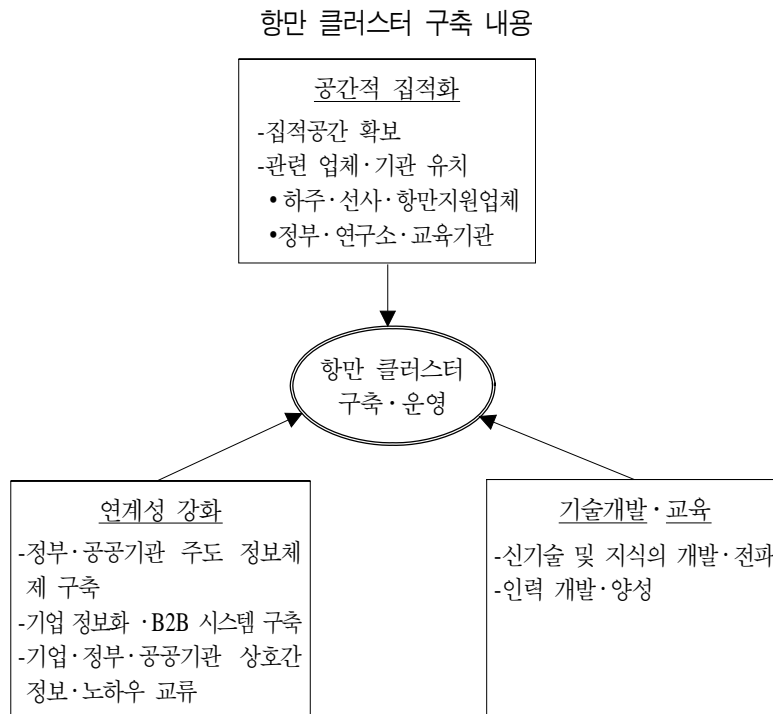 항만 클러스터 구축 내용
공간적 집적화
-집적공간 확보
-관련 업체·기관 유치
•하주·선사·항만지원업체
•정부·연구소·교육기관
항만 클러스터
구축·운영
연계성 강화
-정부·공공기관 주도 정보체
제 구축
-기업 정보화 ·B2B 시스템 구축
-기업·정부·공공기관 상호간
정보·노하우 교류
기술개발·교육
-신기술 및 지식의 개발·전파
-인력 개발·양성